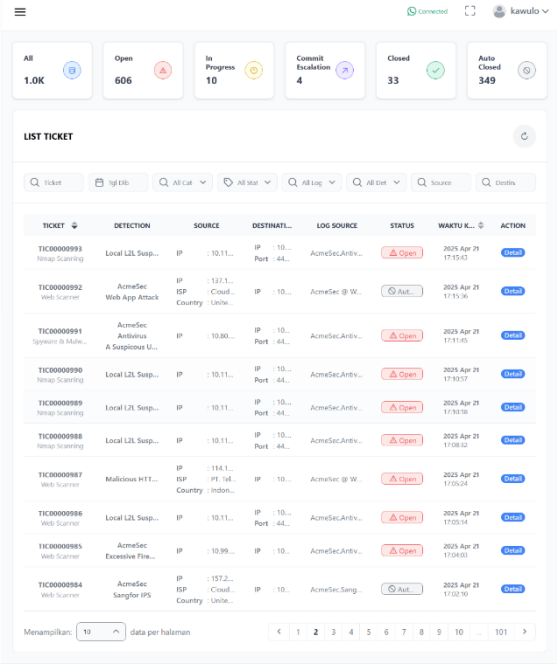 Connected
kawulo
All
1.0K
Open
606
In
Progress
10
Commit
Escalation
4
Closed
33
Auto
Closed
349
LIST TICKET
Ticket
Tgl Dib
All Cat
All Stat
All Log
All Det
Source
Destin
TICKET DETECTION SOURCE DESTINATI... LOG SOURCE STATUS WAKTU K... ACTION
TIC00000993 Local L2L Susp... IP : 10.11... IP : 10... AcmeSec,Antiv... Open 2025 Apr 21 Detail
Nmap Scanning Port : 44... 17:15:43
TIC00000992 AcmeSec IP : 137.1... IP : 10... AcmeSec @ W... Aut... 2025 Apr 21 Detail
Web Scanner Web App Attack ISP : Cloud... 17:15:06
Country : Unite...
TIC00000991 AcmeSec IP : 10.80... IP : 10... AcmeSec,Antiv... Open 2025 Apr 21 Detail
Spyware & Malw... Antivirus Port : 44... 17:11:45
A Suspicous U...
TIC00000990 Local L2L Susp... IP : 10.11... IP : 10... AcmeSec,Antiv... Open 2025 Apr 21 Detail
Nmap Scanning Port : 44... 17:10:57
TIC00000989 Local L2L Susp... IP : 10.11... IP : 10... AcmeSec,Antiv... Open 2025 Apr 21 Detail
Nmap Scanning Port : 44... 17:10:18
TIC00000988 Local L2L Susp... IP : 10.11... IP : 10... AcmeSec,Antiv... Open 2025 Apr 21 Detail
Nmap Scanning Port : 44... 17:08:32
TIC00000987 Malicious HTT... IP : 114.1... IP : 10... AcmeSec @ W... Open 2025 Apr 21 Detail
Web Scanner ISP : PT. Tel... 17:05:24
Country : Indon...
TIC00000986 Local L2L Susp... IP : 10.11... IP : 10... AcmeSec,Antiv... Open 2025 Apr 21 Detail
Web Scanner Port : 44... 17:05:14
TIC00000985 AcmeSec IP : 10.99... IP : 10... AcmeSec,Antiv... Open 2025 Apr 21 Detail
Web Scanner Excessive Fire... 17:04:03
TIC00000984 AcmeSec IP : 157.2... IP : 10... AcmeSec,Sang... Aut... 2025 Apr 21 Detail
Web Scanner Sangfor IPS ISP : Cloud... 17:02:10
Country : Unite...
Menampilkan: 10 data per halaman
1 2 3 4 5 6 7 8 9 10 ... 101